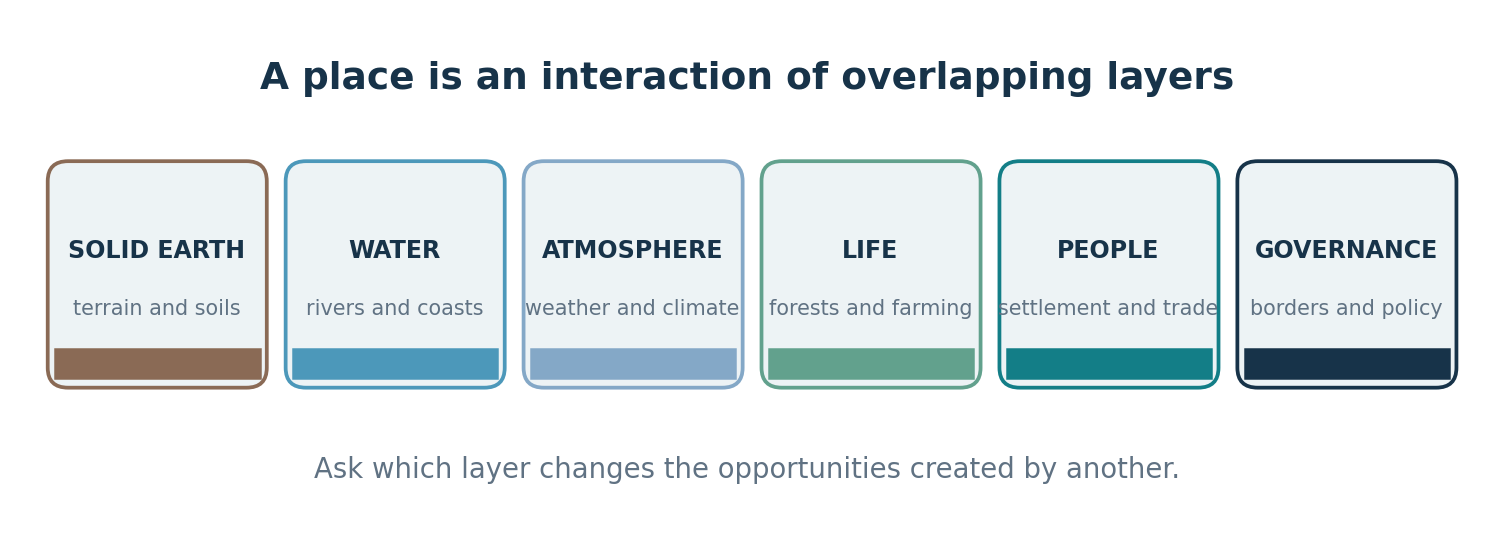 A place is an interaction of overlapping layers
SOLID EARTH
terrain and soils
WATER
rivers and coasts
ATMOSPHERE
weather and climate
LIFE
forests and farming
PEOPLE
settlement and trade
GOVERNANCE
borders and policy
Ask which layer changes the opportunities created by another.